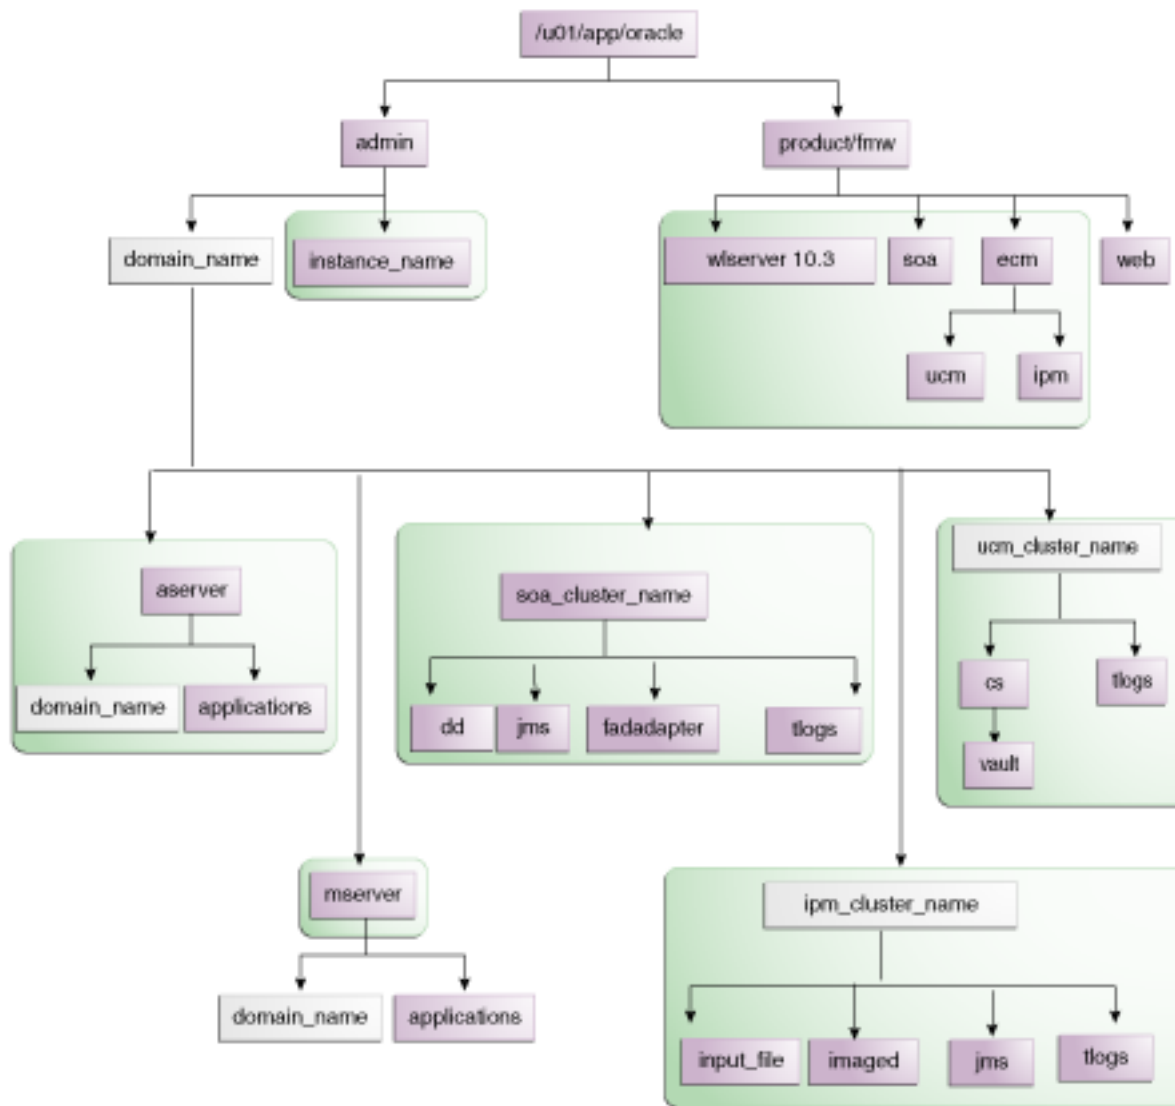 /u01/app/oracle
admin
product/fmw
domain_name
instance_name
wlserver 10.3
soa
ecm
web
ucm
ipm
aserver
domain_name
applications
soa_cluster_name
dd
jms
fadadapter
tlogs
ucm_cluster_name
cs
tlogs
vault
mserver
domain_name
applications
ipm_cluster_name
input_file
imaged
jms
tlogs